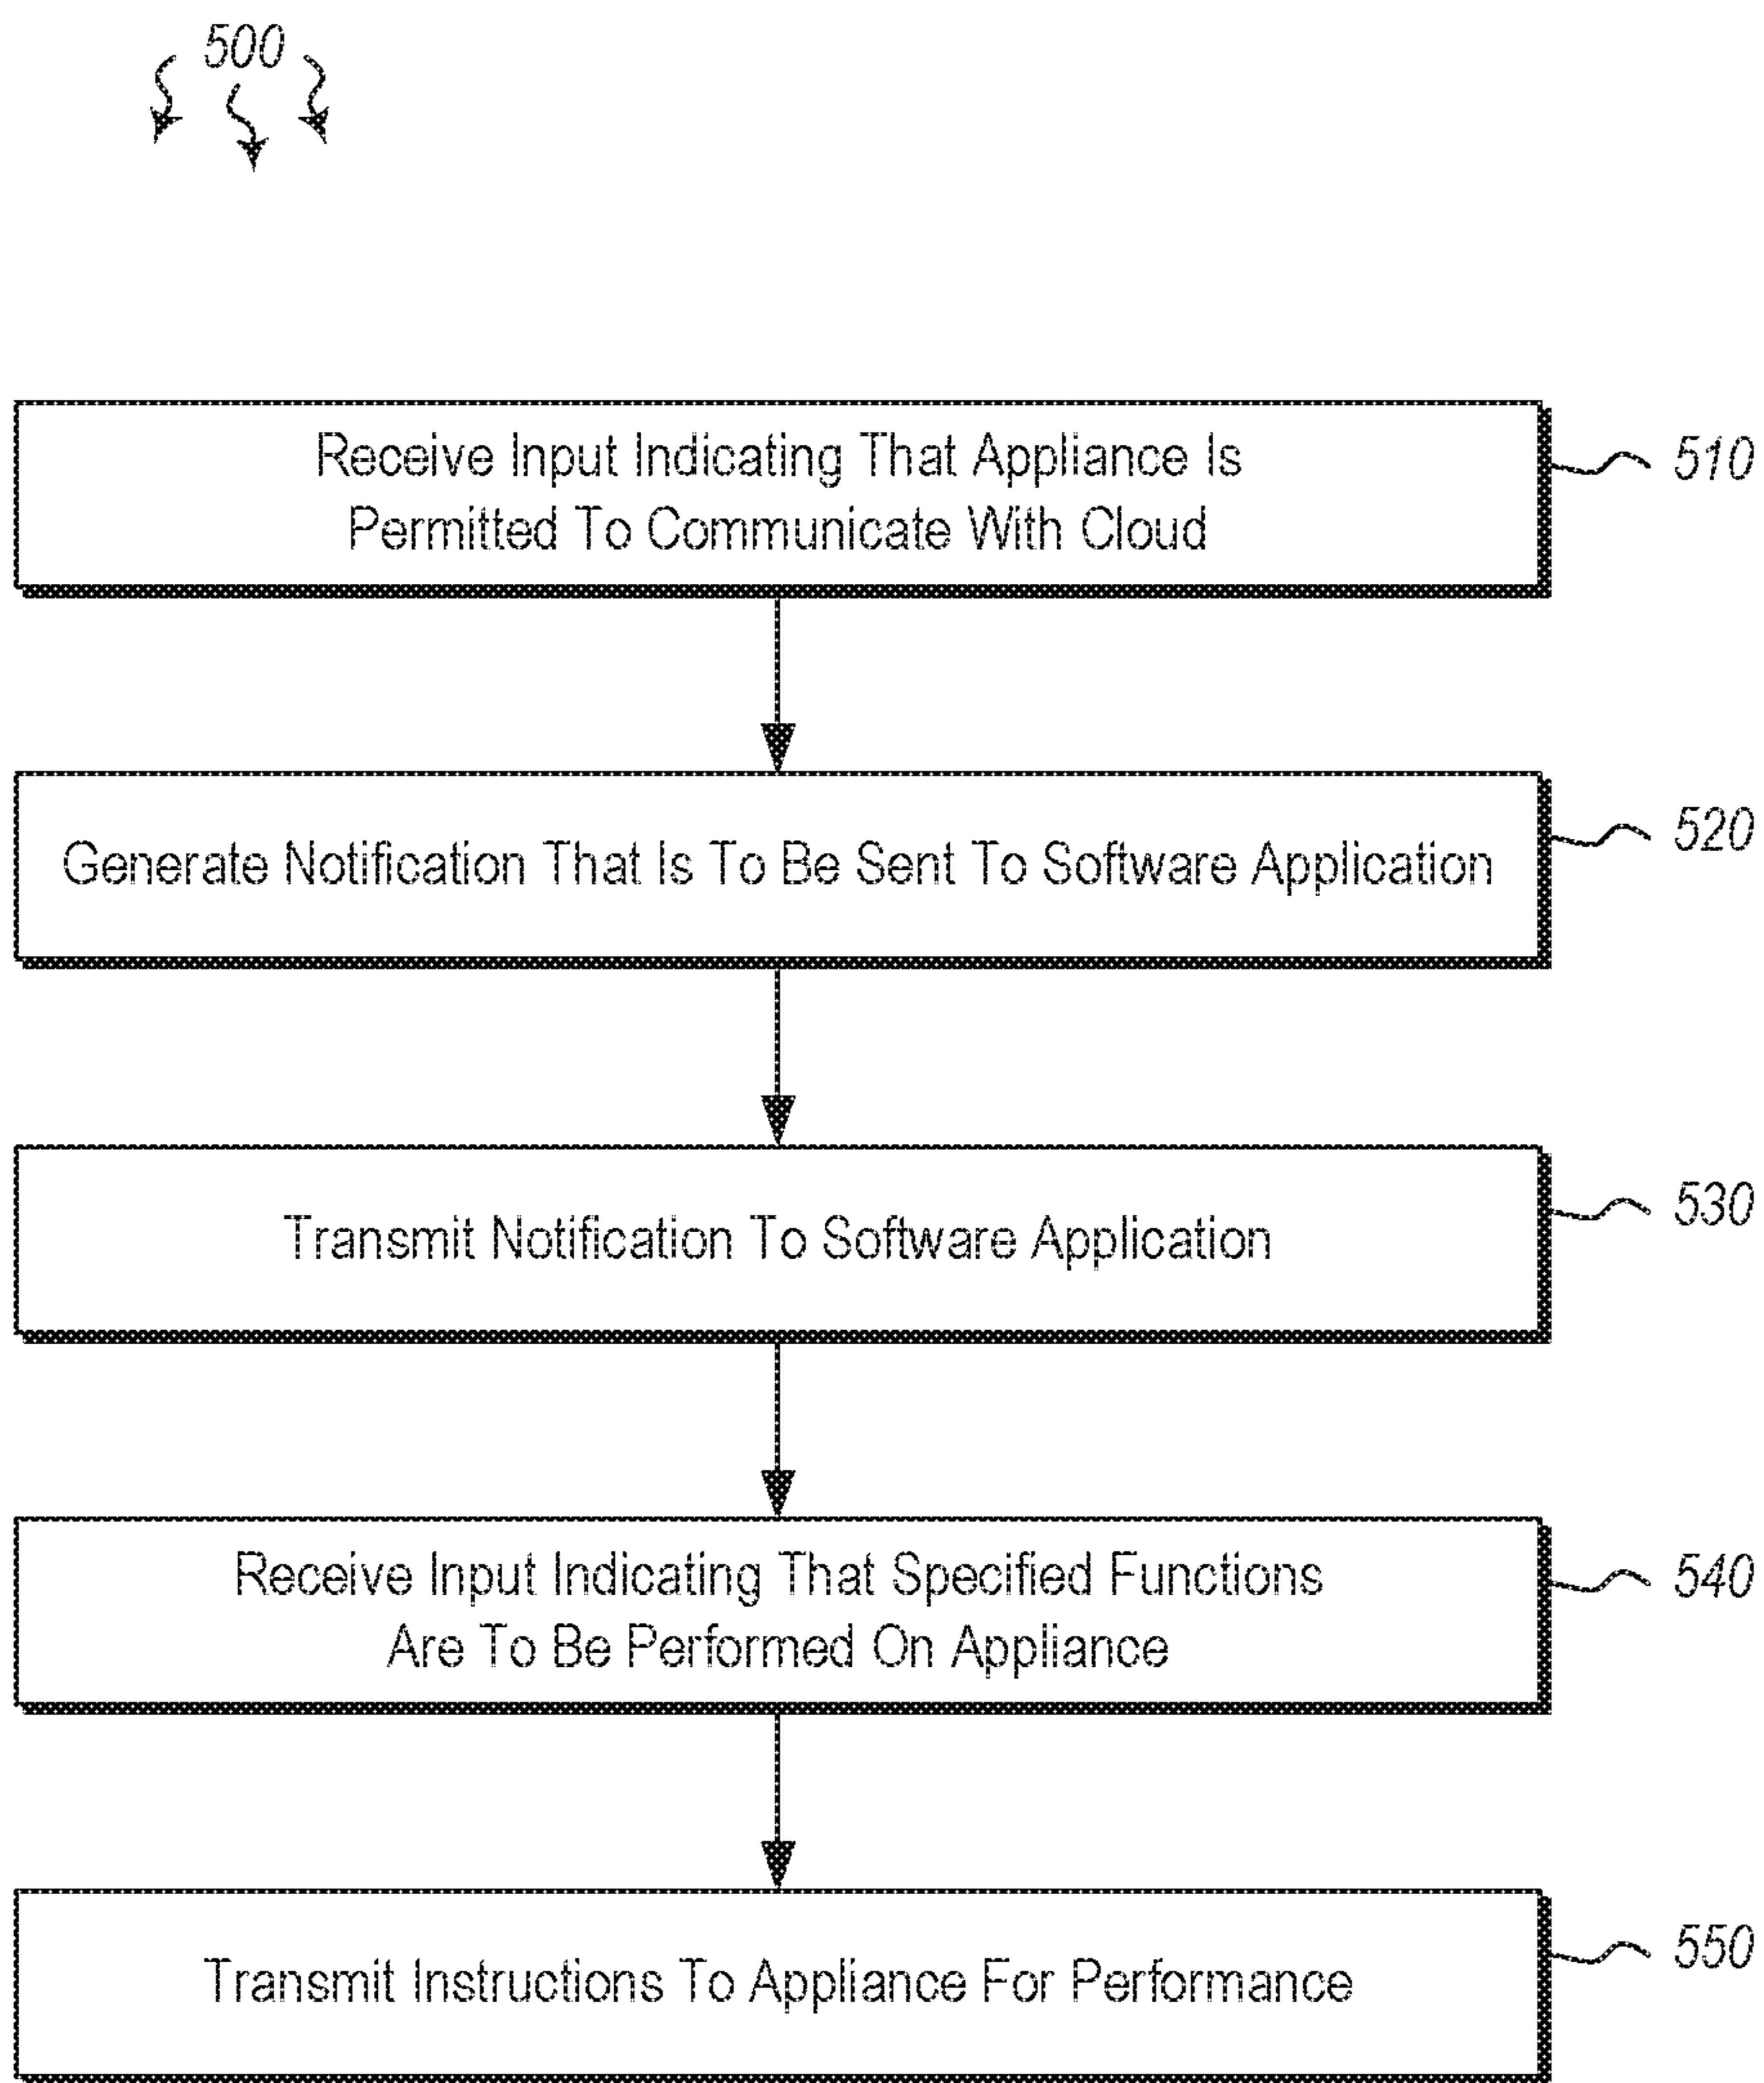 500
Receive Input Indicating That Appliance Is
Permitted To Communicate With Cloud
510
Generate Notification That Is To Be Sent To Software Application
520
Transmit Notification To Software Application
530
Receive Input Indicating That Specified Functions
Are To Be Performed On Appliance
540
Transmit Instructions To Appliance For Performance
550